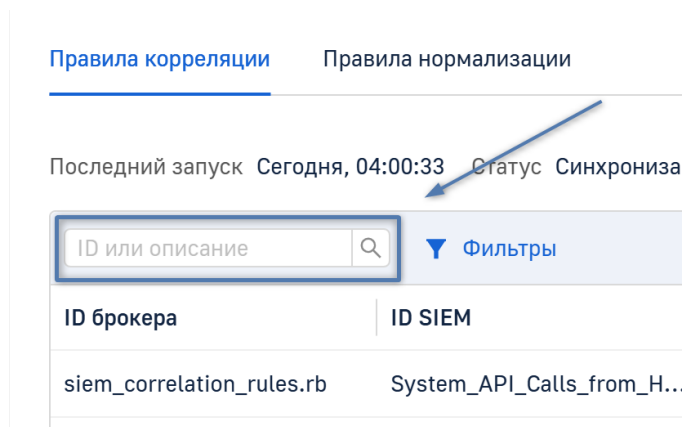 Правила корреляции Правила нормализации
Последний запуск Сегодня, 04:00:33 Статус Синхрониза
ID или описание Фильтры
ID брокера ID SIEM
siem_correlation_rules.rb System_API_Calls_from_H...